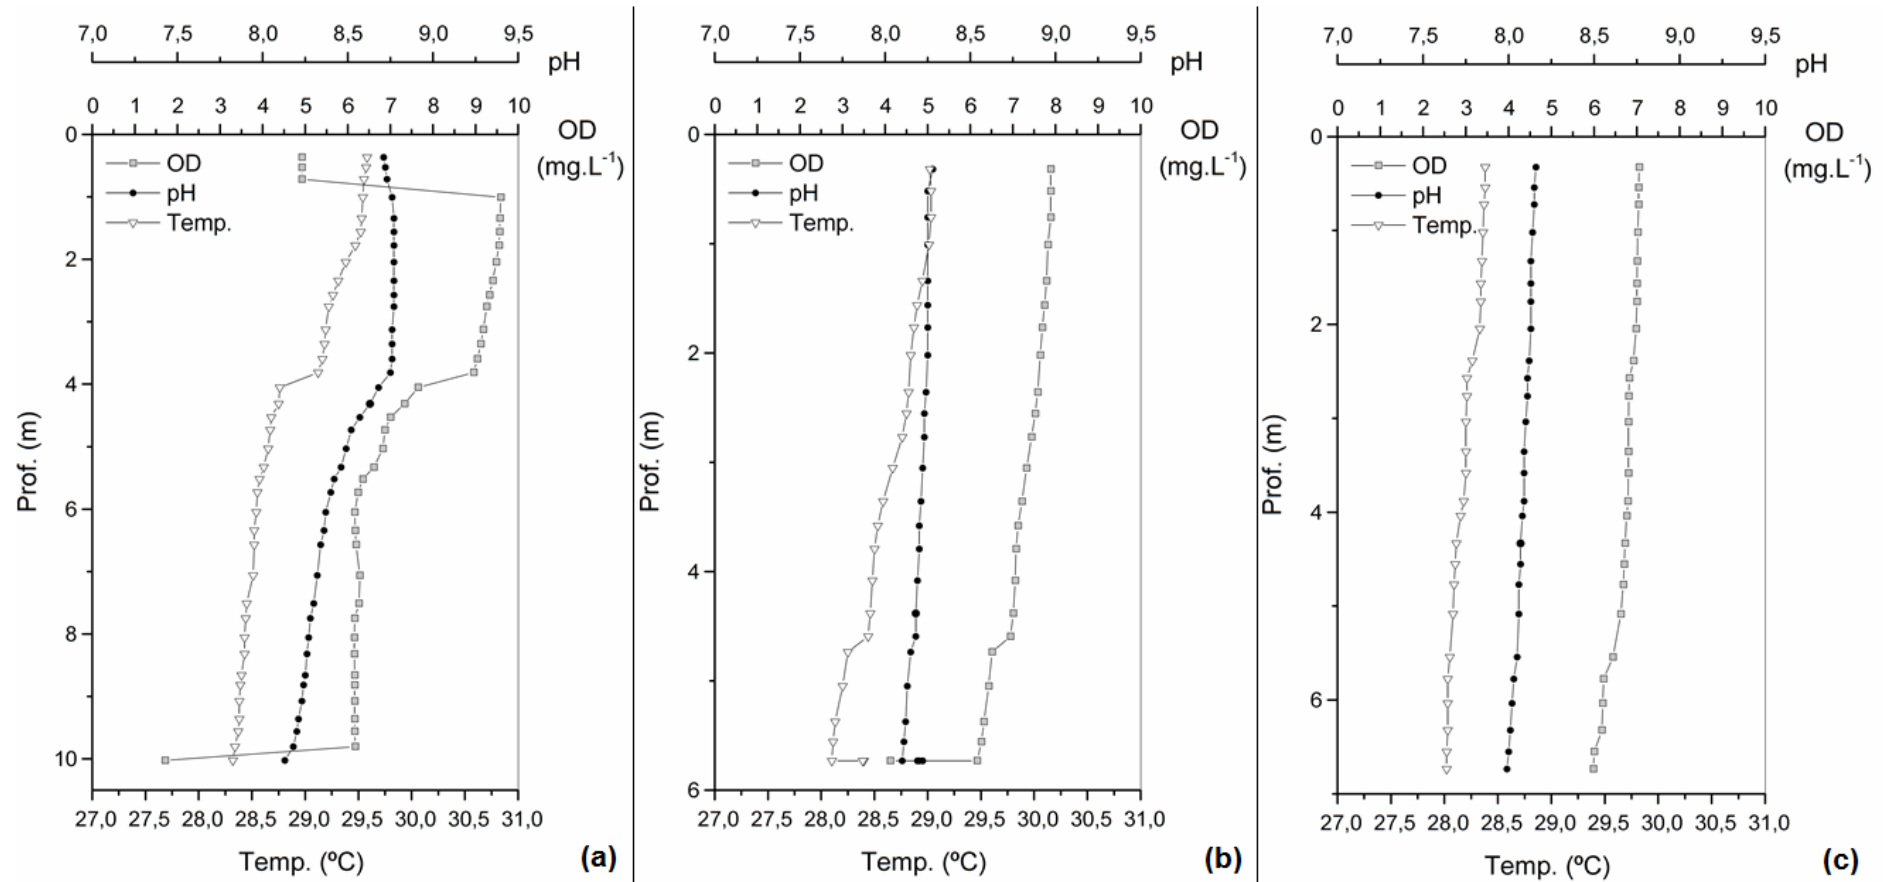 7,0 7,5 8,0 8,5 9,0 9,5
pH
0 1 2 3 4 5 6 7 8 9 10
OD
(mg.L-1)
0
2
4
6
8
10
Prof. (m)
OD
pH
Temp.
27,0 27,5 28,0 28,5 29,0 29,5 30,0 30,5 31,0
Temp. (ºC)
(a)
7,0 7,5 8,0 8,5 9,0 9,5
pH
0 1 2 3 4 5 6 7 8 9 10
OD
(mg.L-1)
0
2
4
6
Prof. (m)
OD
pH
Temp.
27,0 27,5 28,0 28,5 29,0 29,5 30,0 30,5 31,0
Temp. (ºC)
(b)
7,0 7,5 8,0 8,5 9,0 9,5
pH
0 1 2 3 4 5 6 7 8 9 10
OD
(mg.L-1)
0
2
4
6
Prof. (m)
OD
pH
Temp.
27,0 27,5 28,0 28,5 29,0 29,5 30,0 30,5 31,0
Temp. (ºC)
(c)